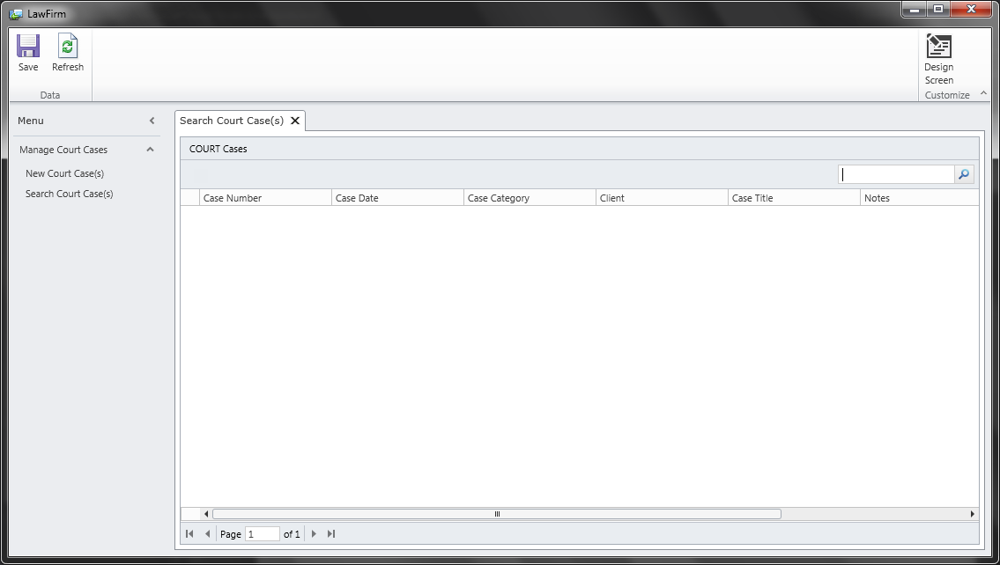 LawFirm
Save
Refresh
Data
Design
Screen
Customize
Menu
Manage Court Cases
New Court Case(s)
Search Court Case(s)
Search Court Case(s)
COURT Cases
Case Number Case Date Case Category Client Case Title Notes
Page 1 of 1